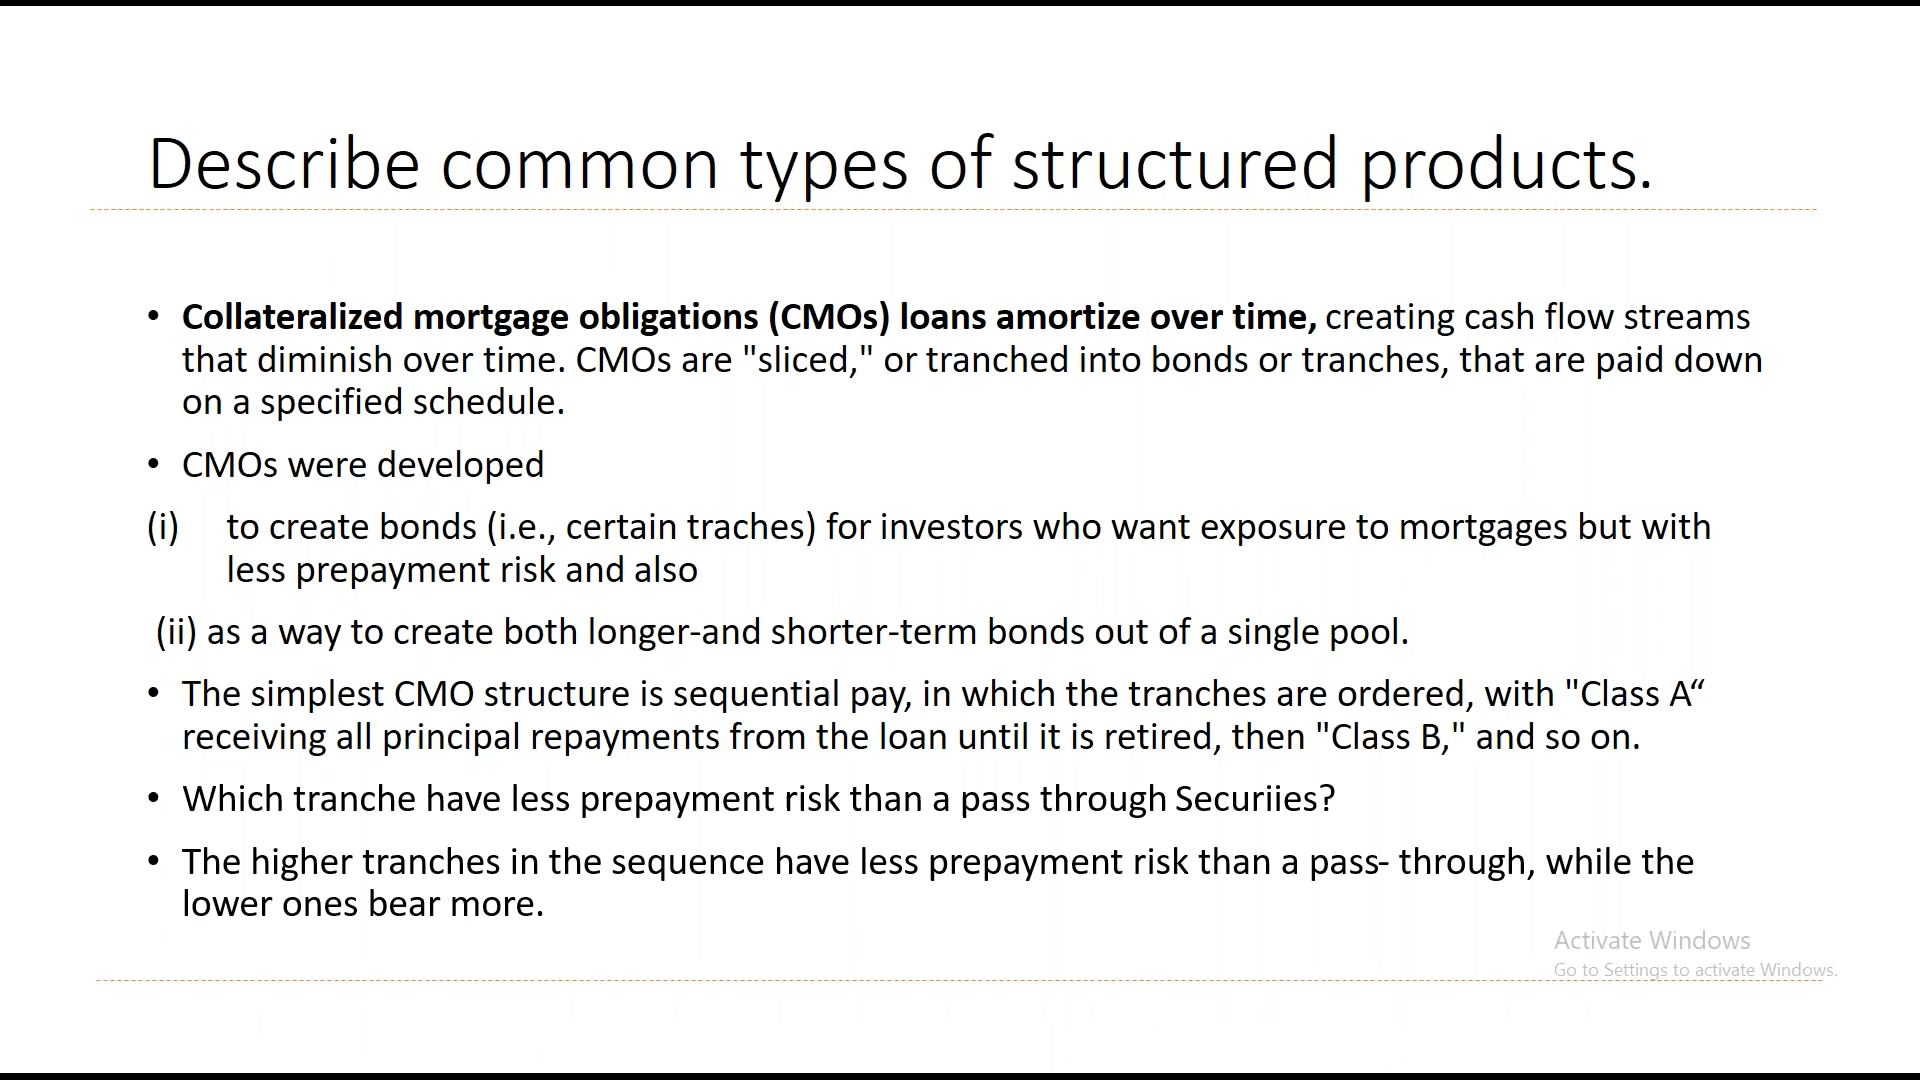 Describe common types of structured products.
• Collateralized mortgage obligations (CMOs) loans amortize over time, creating cash flow streams
that diminish over time. CMOs are "sliced," or tranched into bonds or tranches, that are paid down
on a specified schedule.
• CMOs were developed
(i) to create bonds (i.e., certain traches) for investors who want exposure to mortgages but with
less prepayment risk and also
(ii) as a way to create both longer-and shorter-term bonds out of a single pool.
• The simplest CMO structure is sequential pay, in which the tranches are ordered, with "Class A“
receiving all principal repayments from the loan until it is retired, then "Class B," and so on.
• Which tranche have less prepayment risk than a pass through Securiies?
• The higher tranches in the sequence have less prepayment risk than a pass- through, while the
lower ones bear more.
Activate Windows
Go to Settings to activate Windows.